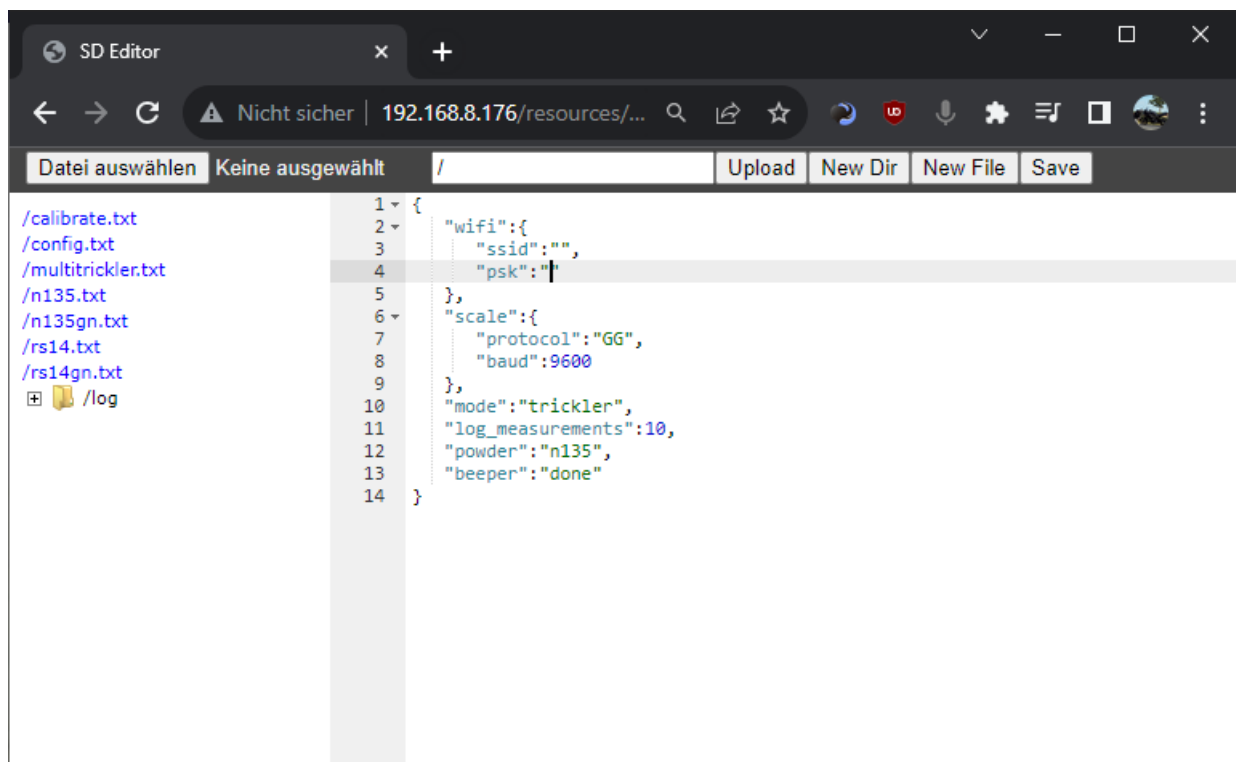 SD Editor
Nicht sicher | 192.168.8.176/resources/...
Datei auswählen Keine ausgewählt / Upload New Dir New File Save
/calibrate.txt
/config.txt
/multitrickler.txt
/n135.txt
/n135gn.txt
/rs14.txt
/rs14gn.txt
/log
1 {
2 "wifi":{
3 "ssid":"",
4 "psk":""
5 },
6 "scale":{
7 "protocol":"GG",
8 "baud":9600
9 },
10 "mode":"trickler",
11 "log_measurements":10,
12 "powder":"n135",
13 "beeper":"done"
14 }